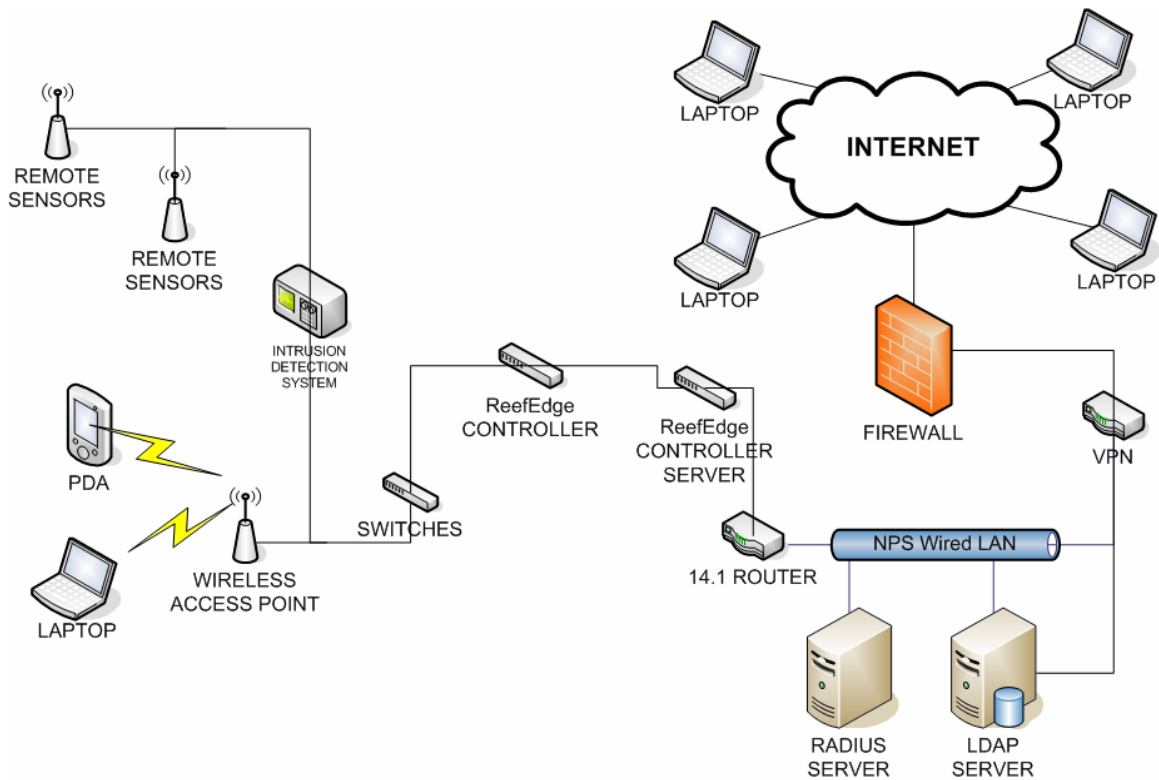 LAPTOP
LAPTOP
INTERNET
REMOTE
SENSORS
REMOTE
SENSORS
LAPTOP
LAPTOP
INTRUSION
DETECTION
SYSTEM
ReefEdge
CONTROLLER
ReefEdge
CONTROLLER
SERVER
FIREWALL
VPN
PDA
SWITCHES
NPS Wired LAN
14.1 ROUTER
WIRELESS
ACCESS POINT
LAPTOP
RADIUS
SERVER
LDAP
SERVER